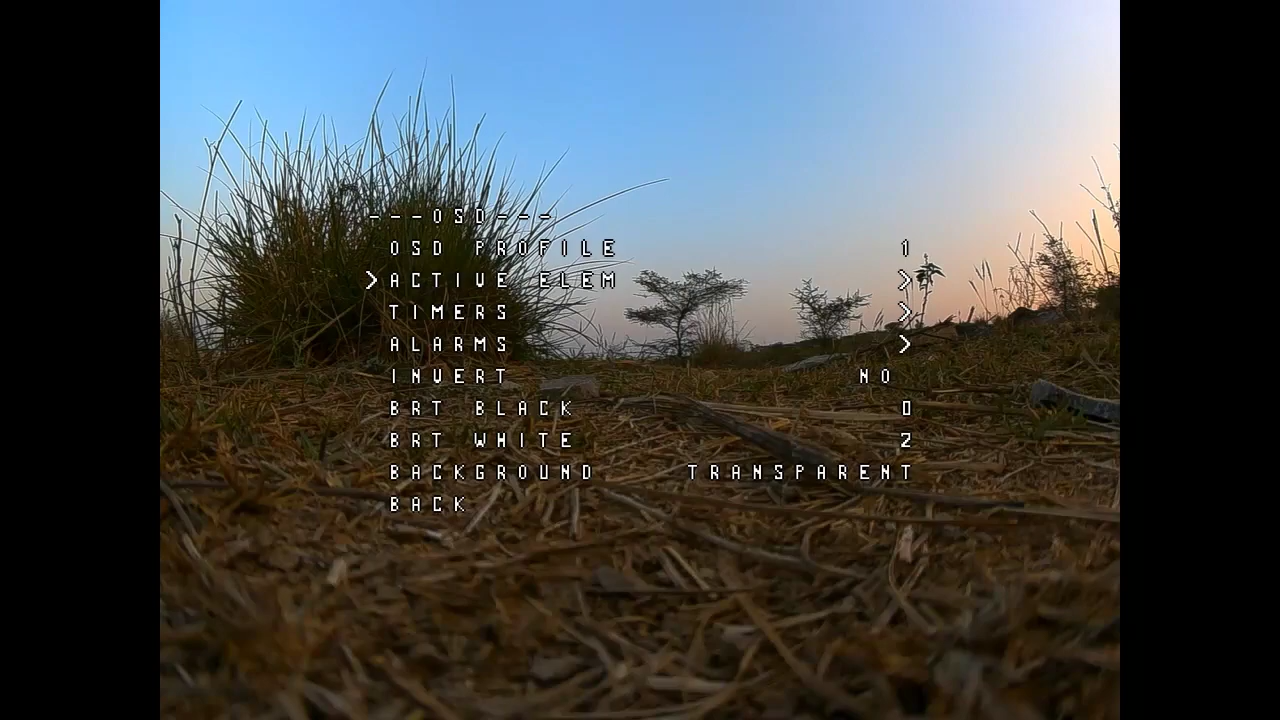 ---OSD---
OSD PROFILE 1
>ACTIVE ELEM >
TIMERS >
ALARMS >
INVERT NO
BRT BLACK 0
BRT WHITE 2
BACKGROUND TRANSPARENT
BACK